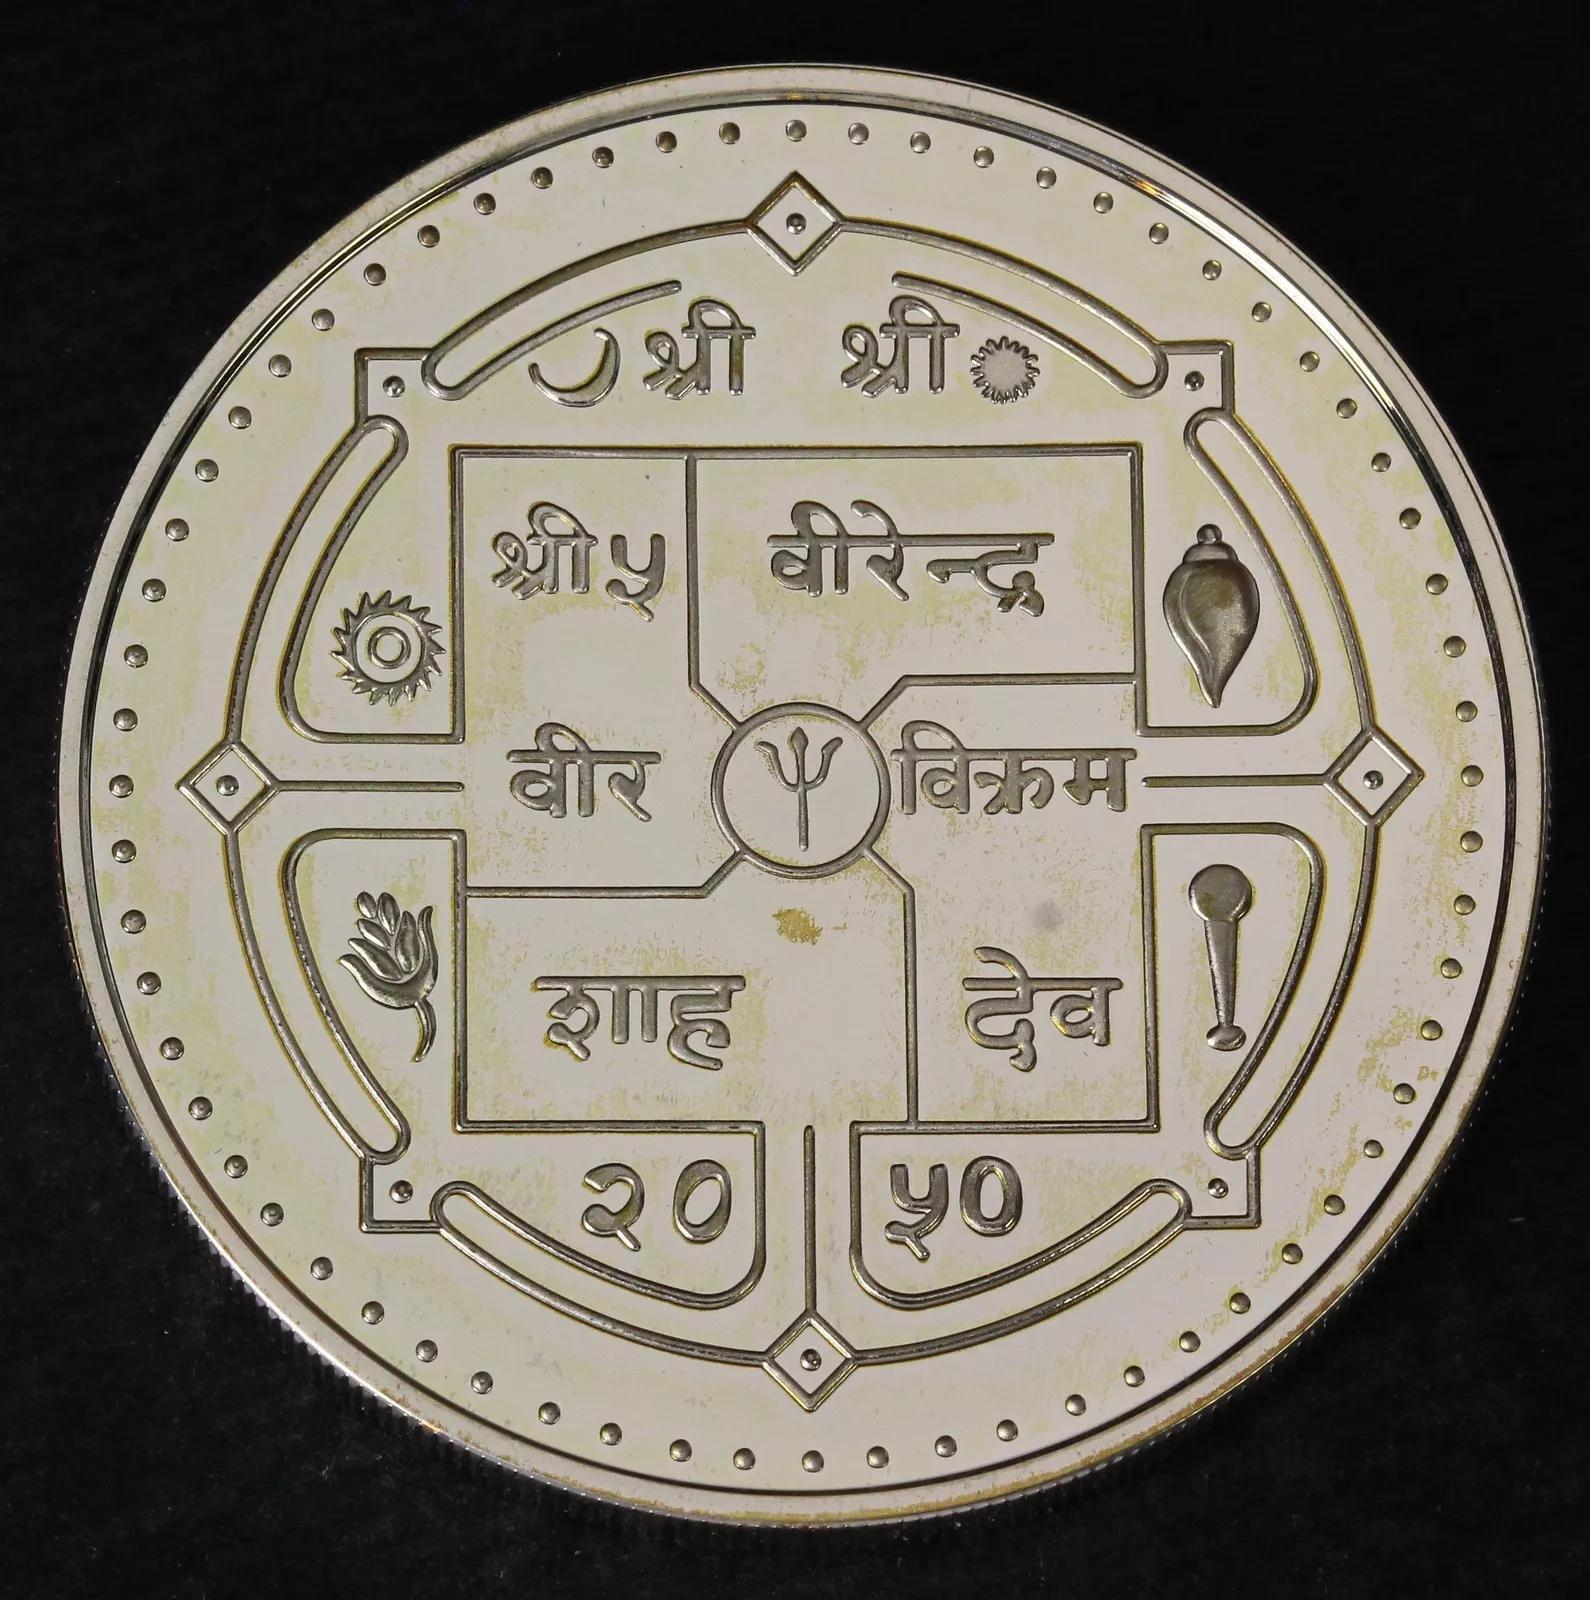 श्री श्री
श्री ५ वीरेन्द्र
वीर विक्रम
शाह देव
२० ५०